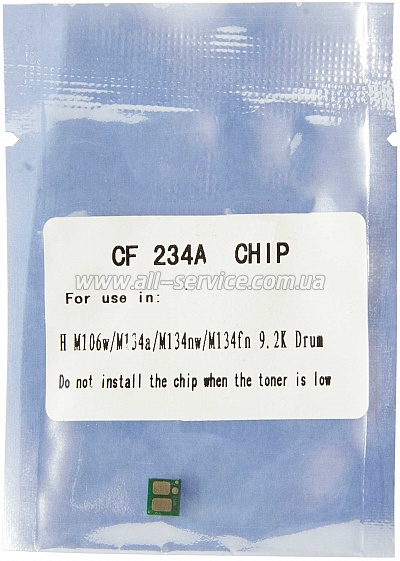 CF 234A CHIP
www.all-service.com.ua
For use in:
H M106w/M134a/M134nw/M134fn 9.2K Drum
Do not install the chip when the toner is low